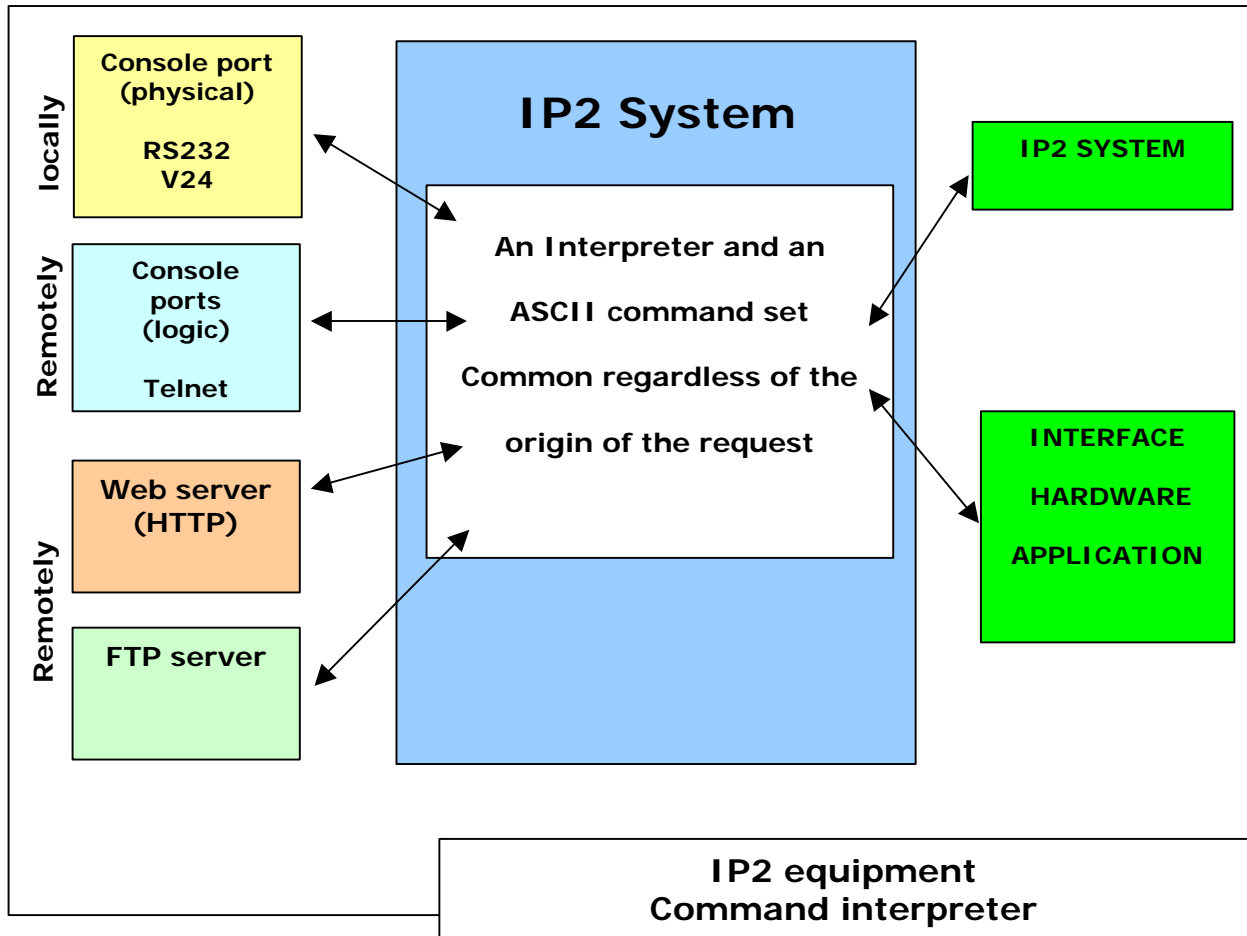 locally
Console port
(physical)
RS232
V24
Remotely
Console
ports
(logic)
Telnet
Remotely
Web server
(HTTP)
FTP server
IP2 System
An Interpreter and an
ASCII command set
Common regardless of the
origin of the request
IP2 SYSTEM
INTERFACE
HARDWARE
APPLICATION
IP2 equipment
Command interpreter